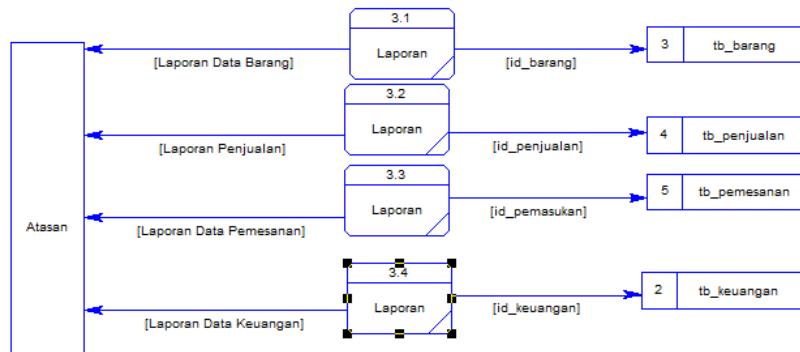 3.1
Laporan
[Laporan Data Barang]
[id_barang]
3 tb_barang
3.2
Laporan
[Laporan Penjualan]
[id_penjualan]
4 tb_penjualan
3.3
Laporan
[Laporan Data Pemesanan]
[id_pemasukan]
5 tb_pemesanan
Atasan
3.4
Laporan
[Laporan Data Keuangan]
[id_keuangan]
2 tb_keuangan